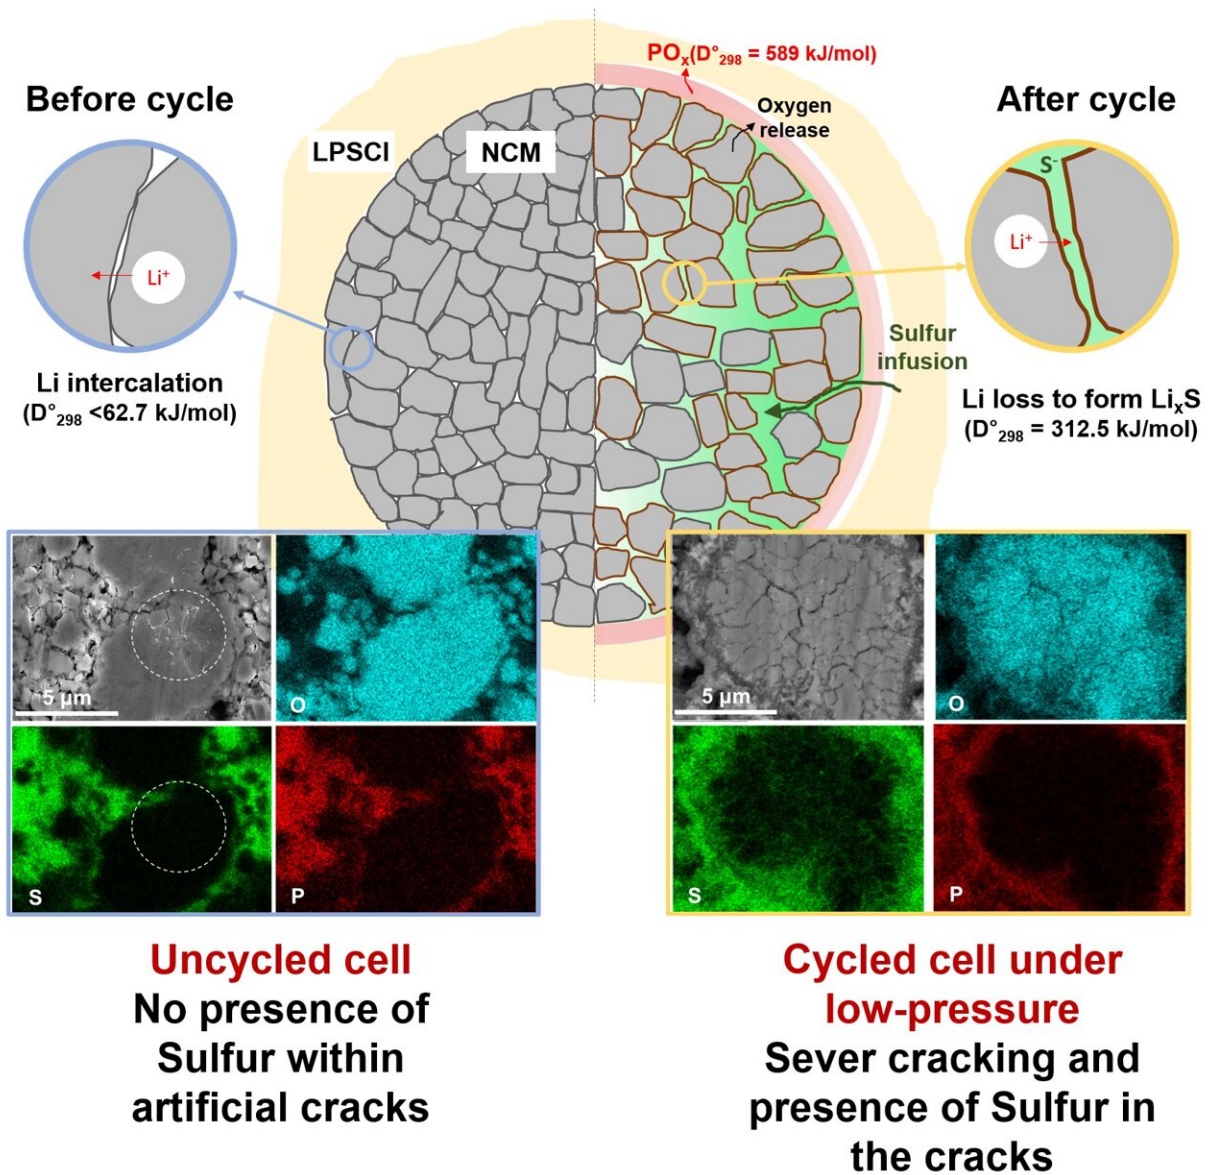 POx(D°298 = 589 kJ/mol)
Before cycle
After cycle
Oxygen
release
LPSCl
NCM
S-
Li+
Li+
Sulfur
infusion
Li intercalation
(D°298 <62.7 kJ/mol)
Li loss to form LixS
(D°298 = 312.5 kJ/mol)
5 μm
O
S
P
5 μm
O
S
P
Uncycled cell
No presence of
Sulfur within
artificial cracks
Cycled cell under
low-pressure
Sever cracking and
presence of Sulfur in
the cracks